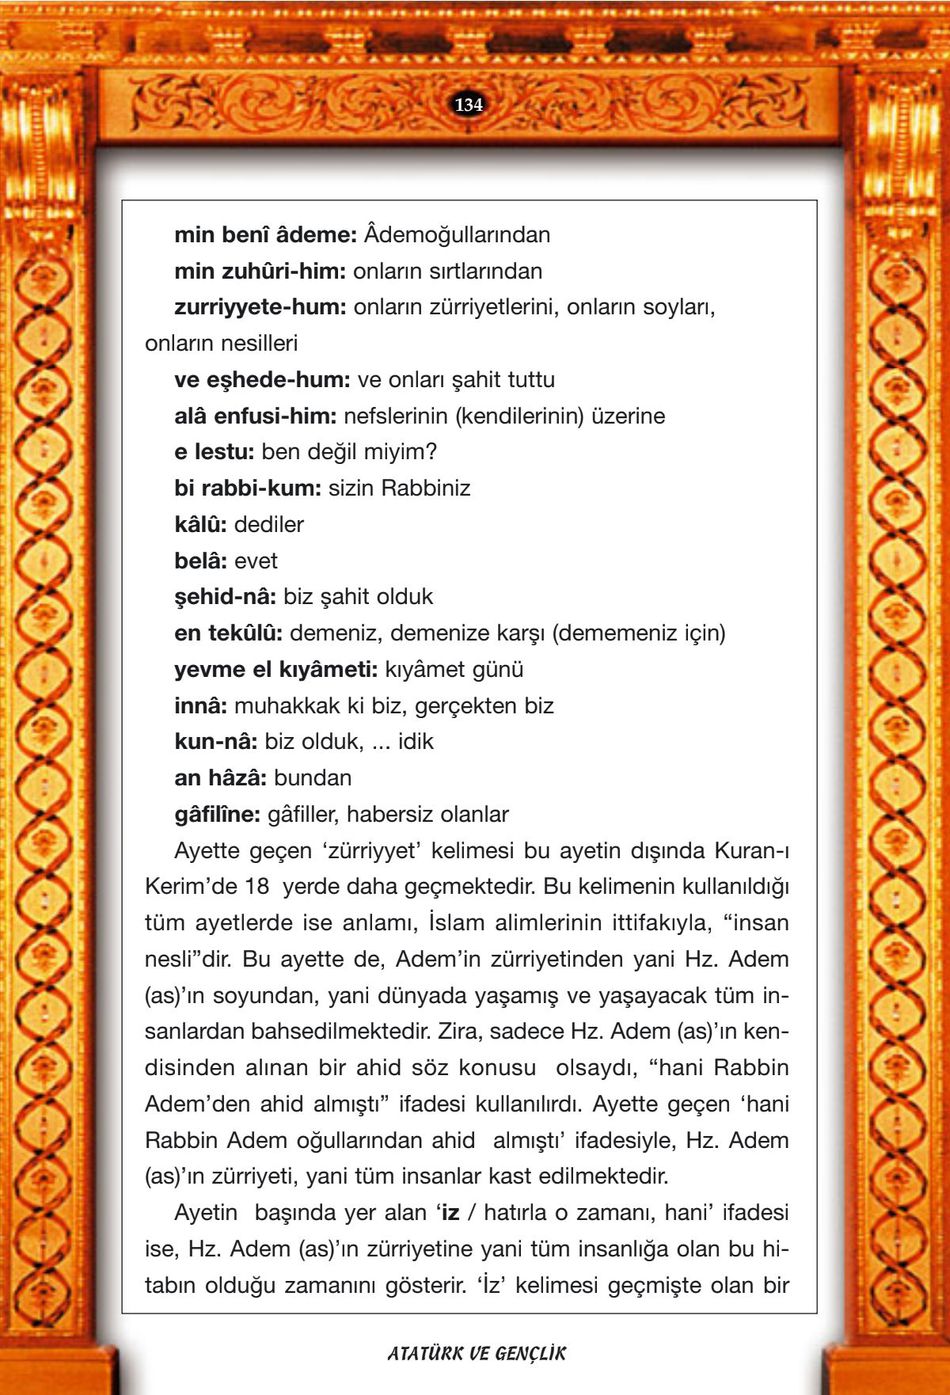 134
min benî âdeme: Âdemoğullarından
min zuhûri-him: onların sırtlarından
zurriyyete-hum: onların zürriyetlerini, onların soyları,
onların nesilleri
ve eşhede-hum: ve onları şahit tuttu
alâ enfusi-him: nefslerinin (kendilerinin) üzerine
e lestu: ben değil miyim?
bi rabbi-kum: sizin Rabbiniz
kâlû: dediler
belâ: evet
şehid-nâ: biz şahit olduk
en tekûlû: demeniz, demenize karşı (dememeniz için)
yevme el kıyâmeti: kıyâmet günü
innâ: muhakkak ki biz, gerçekten biz
kun-nâ: biz olduk, ... idik
an hâzâ: bundan
gâfilîne: gâfiller, habersiz olanlar
Ayette geçen ‘zürriyyet’ kelimesi bu ayetin dışında Kuran-ı
Kerim’de 18 yerde daha geçmektedir. Bu kelimenin kullanıldığı
tüm ayetlerde ise anlamı, İslam alimlerinin ittifakıyla, “insan
nesli”dir. Bu ayette de, Adem’in zürriyetinden yani Hz. Adem
(as)’ın soyundan, yani dünyada yaşamış ve yaşayacak tüm in-
sanlardan bahsedilmektedir. Zira, sadece Hz. Adem (as)’ın ken-
disinden alınan bir ahid söz konusu olsaydı, “hani Rabbin
Adem’den ahid almıştı” ifadesi kullanılırdı. Ayette geçen ‘hani
Rabbin Adem oğullarından ahid almıştı’ ifadesiyle, Hz. Adem
(as)’ın zürriyeti, yani tüm insanlar kast edilmektedir.
Ayetin başında yer alan ‘iz / hatırla o zamanı, hani’ ifadesi
ise, Hz. Adem (as)’ın zürriyetine yani tüm insanlığa olan bu hi-
tabın olduğu zamanını gösterir. ‘İz’ kelimesi geçmişte olan bir
ATATÜRK VE GENÇLİK